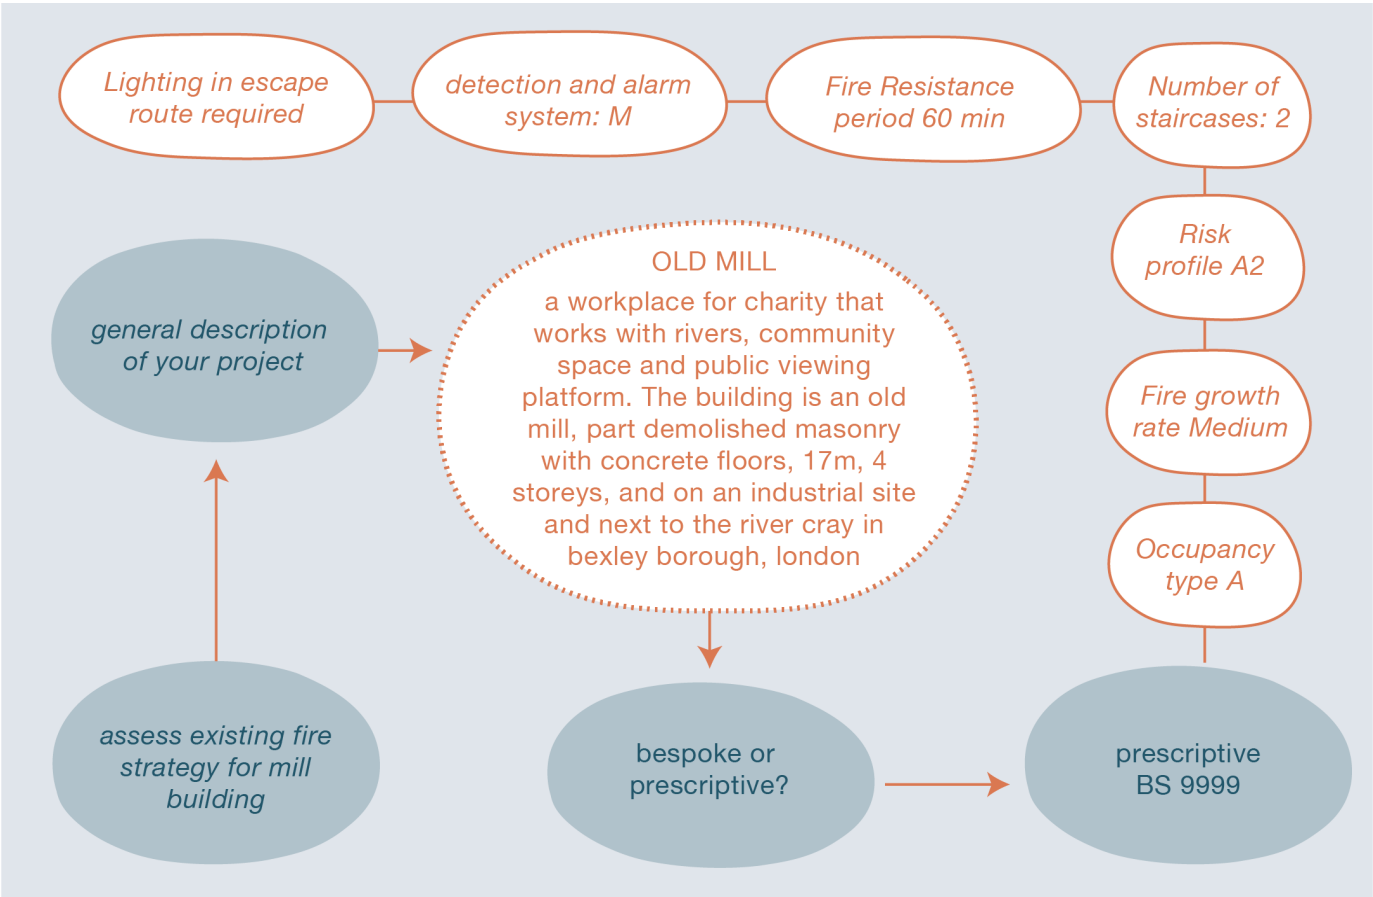 Lighting in escape
route required
detection and alarm
system: M
Fire Resistance
period 60 min
Number of
staircases: 2
Risk
profile A2
Fire growth
rate Medium
Occupancy
type A
general description
of your project
OLD MILL
a workplace for charity that
works with rivers, community
space and public viewing
platform. The building is an old
mill, part demolished masonry
with concrete floors, 17m, 4
storeys, and on an industrial site
and next to the river cray in
bexley borough, london
assess existing fire
strategy for mill
building
bespoke or
prescriptive?
prescriptive
BS 9999